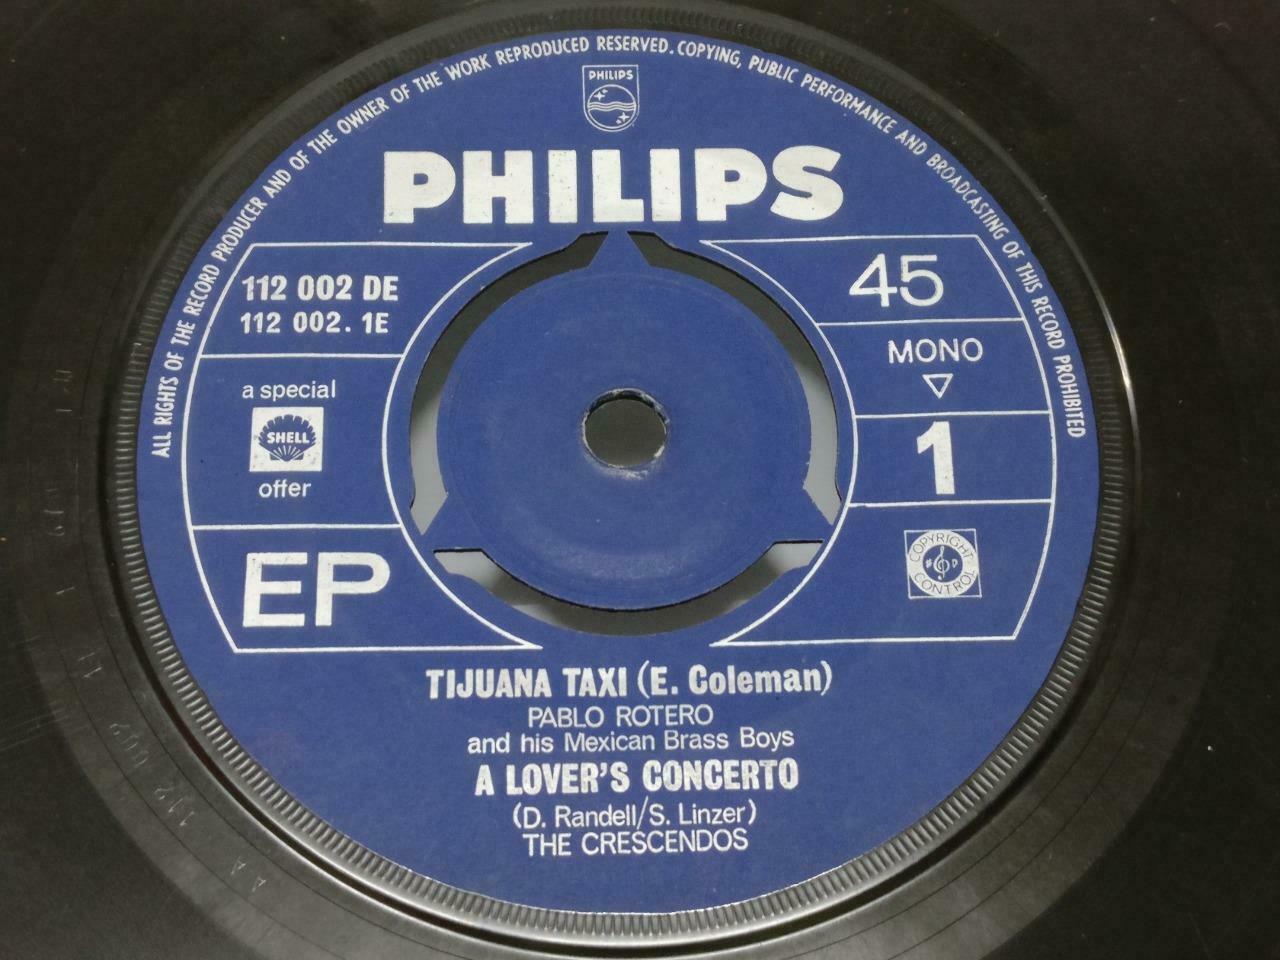 ALL RIGHTS OF THE RECORD PRODUCER AND OF THE OWNER OF THE WORK REPRODUCED RESERVED. COPYING, PUBLIC PERFORMANCE AND BROADCASTING OF THIS RECORD PROHIBITED
PHILIPS
PHILIPS
112 002 DE
112 002. 1E
a special
SHELL
offer
EP
45
MONO
1
COPYRIGHT
CONTROL
TIJUANA TAXI (E. Coleman)
PABLO ROTERO
and his Mexican Brass Boys
A LOVER'S CONCERTO
(D. Randell/S. Linzer)
THE CRESCENDOS